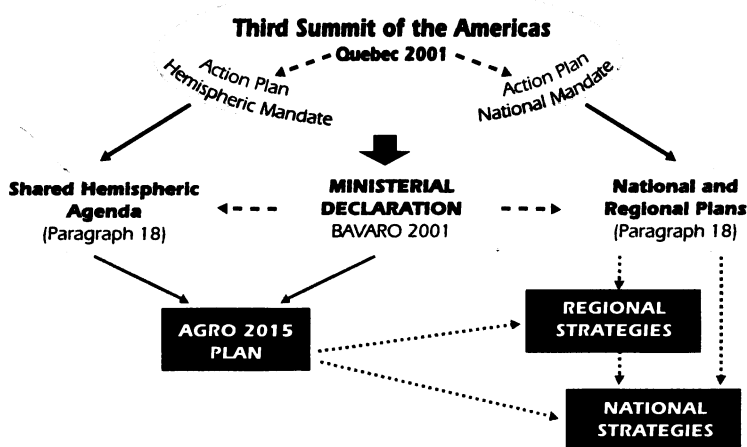 Third Summit of the Americas
Quebec 2001
Action Plan
Hemispheric Mandate
Action Plan
National Mandate
Shared Hemispheric
Agenda
(Paragraph 18)
MINISTERIAL
DECLARATION
BAVARO 2001
National and
Regional Plans
(Paragraph 18)
AGRO 2015
PLAN
REGIONAL
STRATEGIES
NATIONAL
STRATEGIES